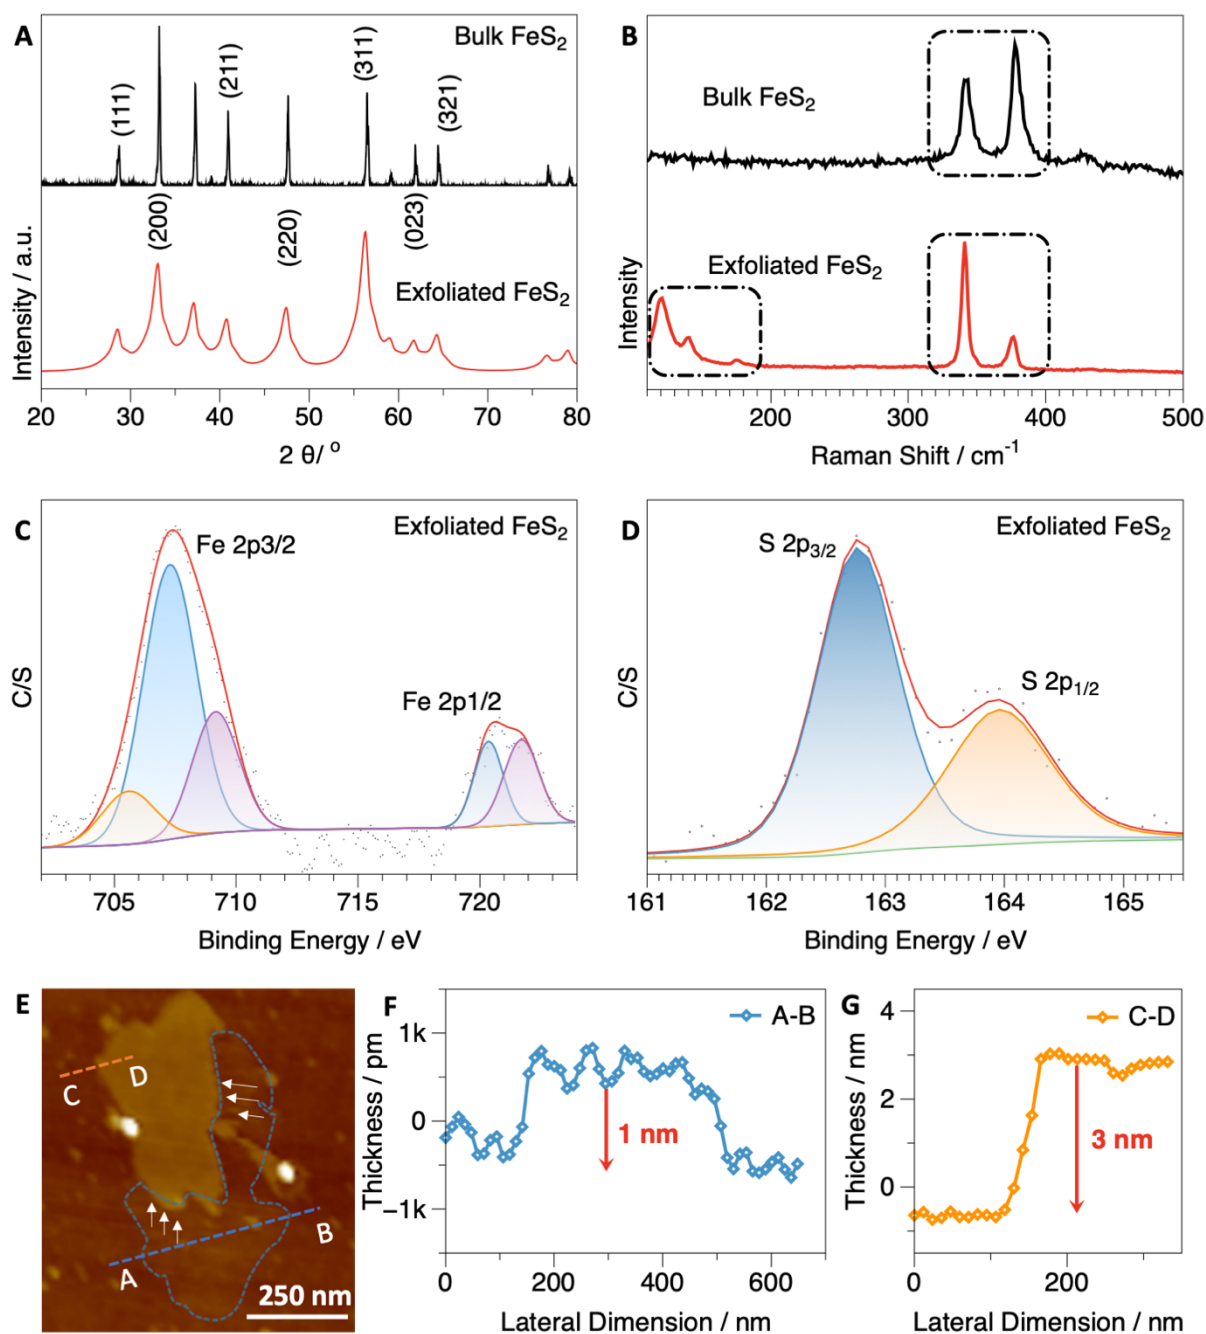 A
Bulk FeS2
(111)
(211)
(311)
(321)
(200)
(220)
(023)
Exfoliated FeS2
Intensity / a.u.
20 30 40 50 60 70 80
2 θ/ °
B
Bulk FeS2
Exfoliated FeS2
Intensity
200 300 400 500
Raman Shift / cm-1
C
Exfoliated FeS2
Fe 2p3/2
Fe 2p1/2
C/S
705 710 715 720
Binding Energy / eV
D
Exfoliated FeS2
S 2p3/2
S 2p1/2
C/S
161 162 163 164 165
Binding Energy / eV
E
C
D
A
B
250 nm
F
A-B
1k
0
−1k
Thickness / pm
1 nm
0 200 400 600
Lateral Dimension / nm
G
C-D
4
2
0
Thickness / nm
3 nm
0 200
Lateral Dimension / nm